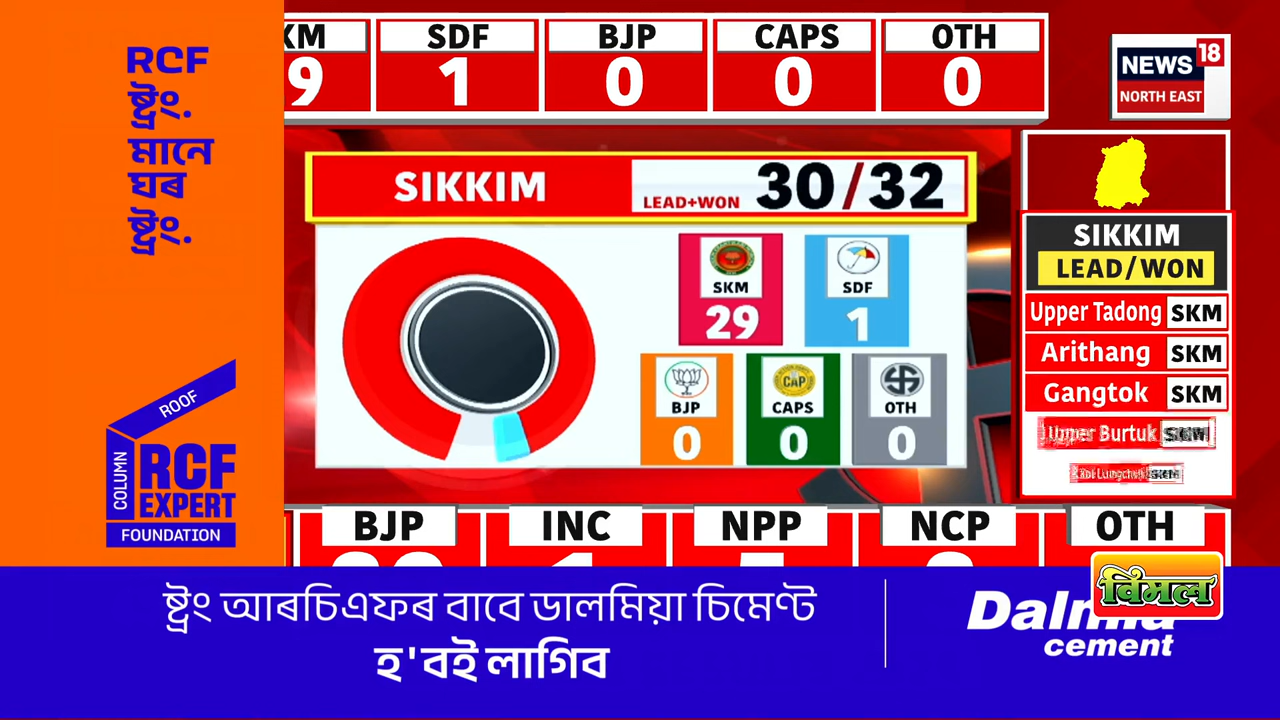 RCF
ষ্ট্ৰং
মানে
ঘৰ
ষ্ট্ৰং
KM SDF BJP CAPS OTH
9 1 0 0 0
NEWS 18
NORTH EAST
SIKKIM LEAD+WON 30/32
SKM SDF
29 1
BJP CAP CAPS OTH
0 0 0
SIKKIM
LEAD/WON
Upper Tadong SKM
Arithang SKM
Gangtok SKM
Upper Burtuk SKM
ROOF
COLUMN
RCF
EXPERT
FOUNDATION
BJP INC NPP NCP OTH
विमल
ষ্ট্ৰং আৰচিএফৰ বাবে ডালমিয়া চিমেণ্ট
হ'বই লাগিব
cement